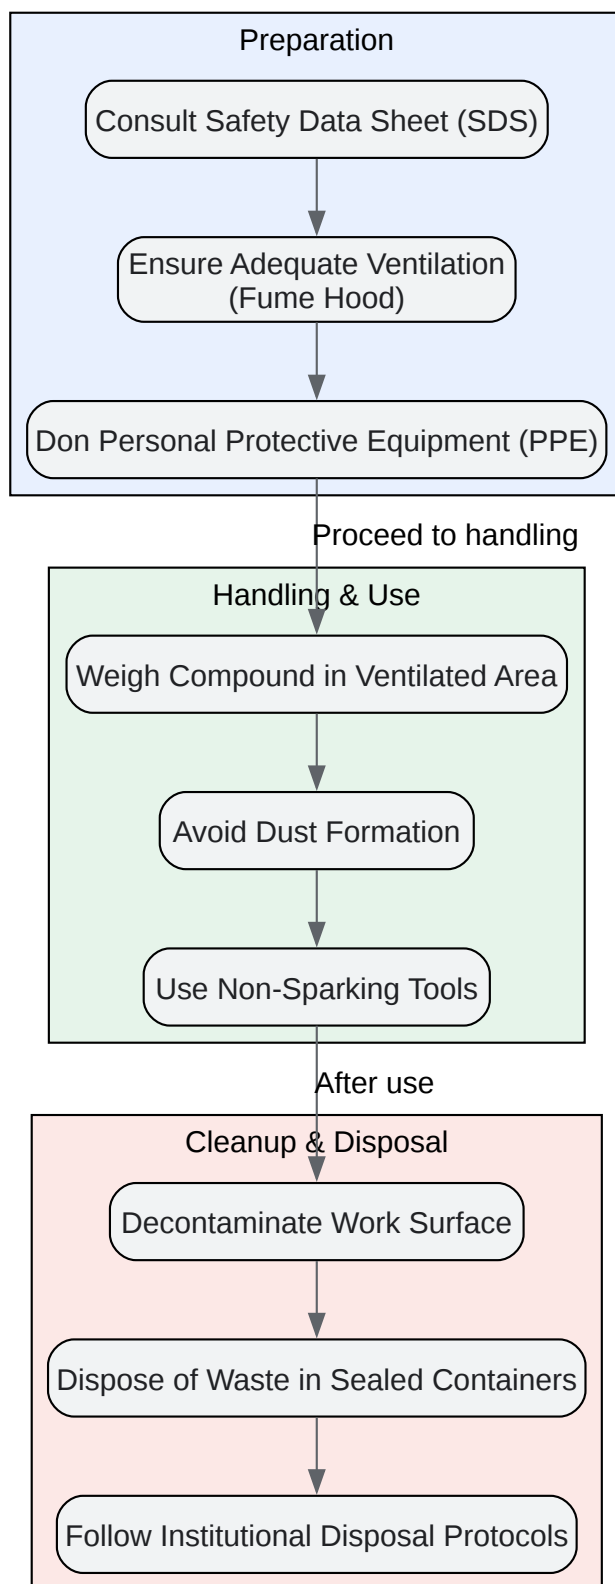 Preparation
Consult Safety Data Sheet (SDS)
Ensure Adequate Ventilation
(Fume Hood)
Don Personal Protective Equipment (PPE)
Proceed to handling
Handling & Use
Weigh Compound in Ventilated Area
Avoid Dust Formation
Use Non-Sparking Tools
After use
Cleanup & Disposal
Decontaminate Work Surface
Dispose of Waste in Sealed Containers
Follow Institutional Disposal Protocols